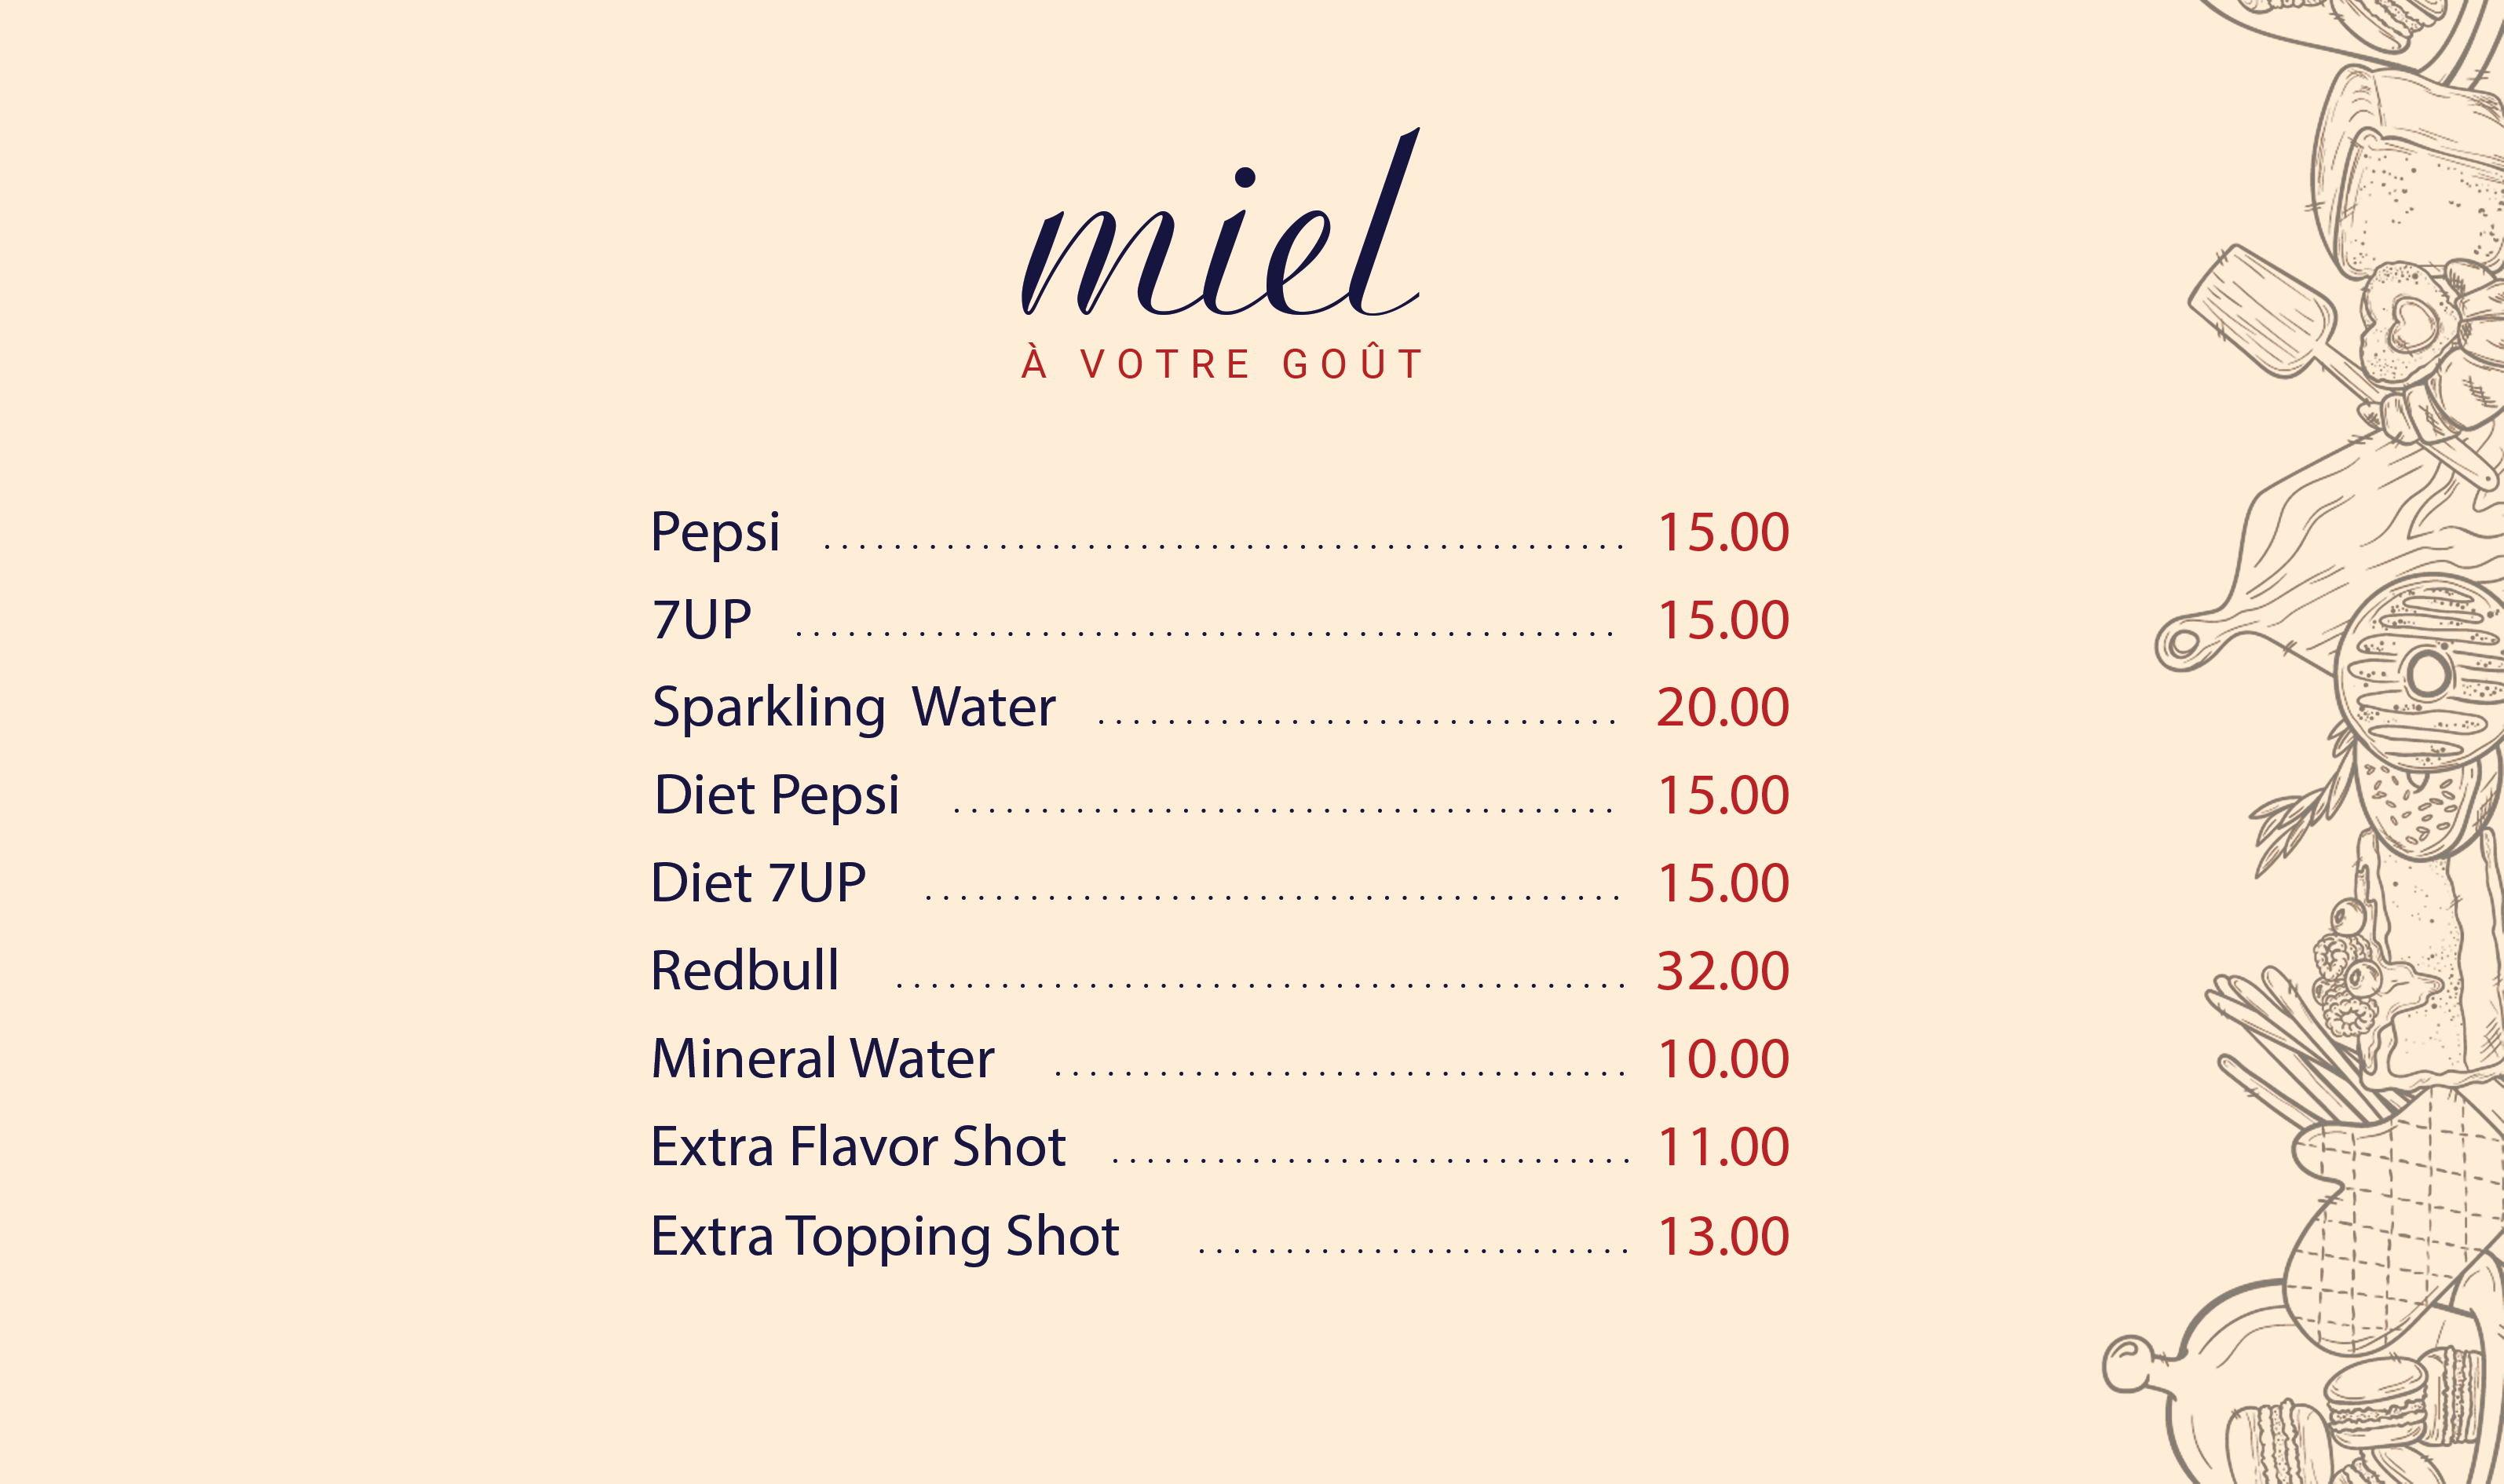 miel
À VOTRE GOÛT
Pepsi ........................................ 15.00
7UP ........................................ 15.00
Sparkling Water .............................. 20.00
Diet Pepsi ...................................... 15.00
Diet 7UP ........................................ 15.00
Redbull .......................................... 32.00
Mineral Water ................................. 10.00
Extra Flavor Shot .............................. 11.00
Extra Topping Shot ......................... 13.00